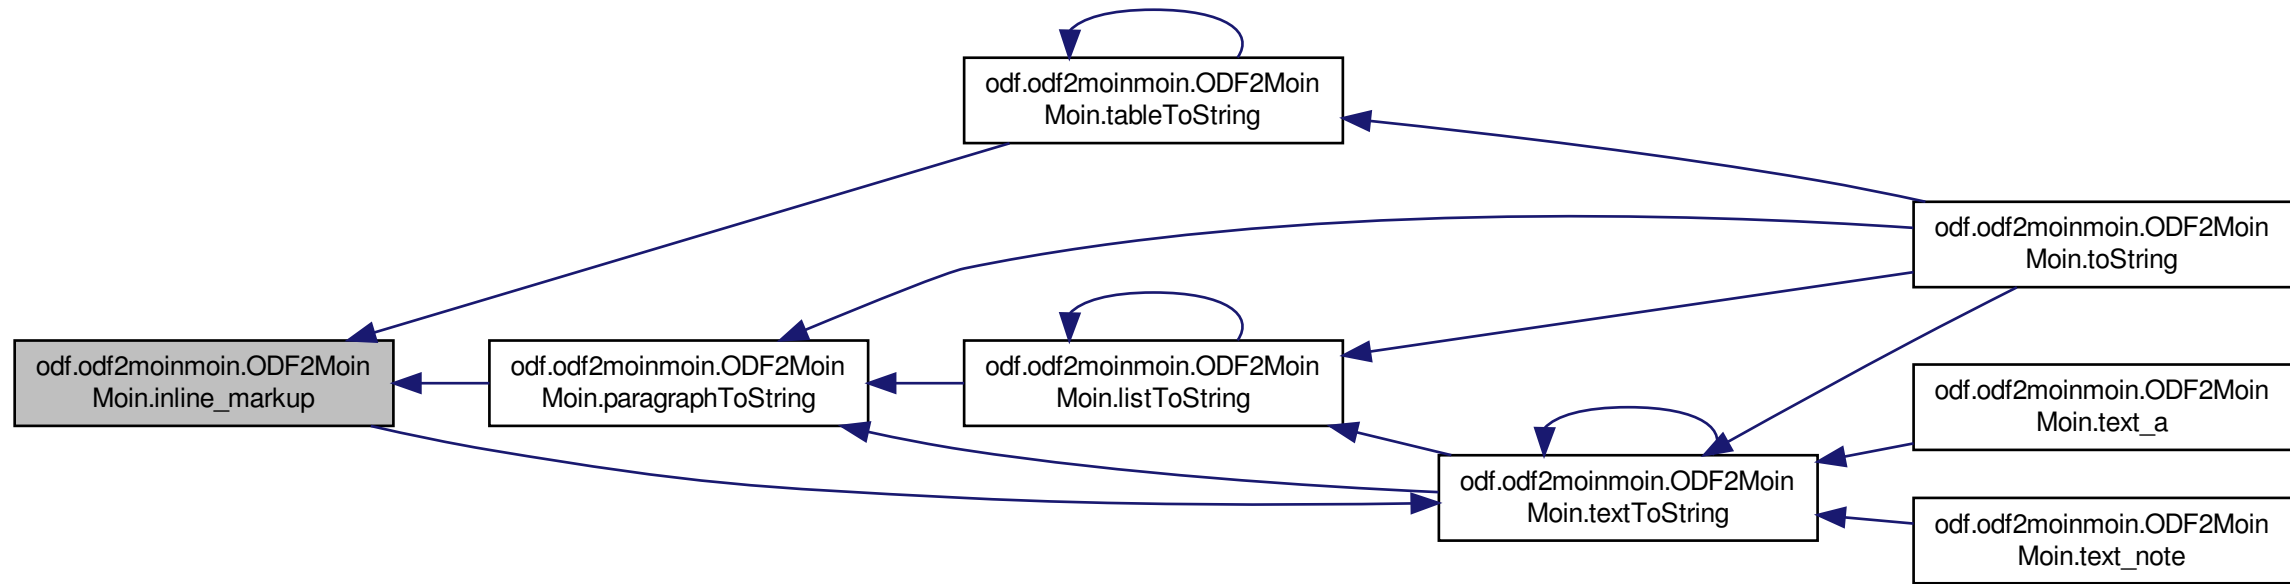 odf.odf2moinmoin.ODF2Moin
Moin.tableToString
odf.odf2moinmoin.ODF2Moin
Moin.toString
odf.odf2moinmoin.ODF2Moin
Moin.inline_markup
odf.odf2moinmoin.ODF2Moin
Moin.paragraphToString
odf.odf2moinmoin.ODF2Moin
Moin.listToString
odf.odf2moinmoin.ODF2Moin
Moin.text_a
odf.odf2moinmoin.ODF2Moin
Moin.textToString
odf.odf2moinmoin.ODF2Moin
Moin.text_note